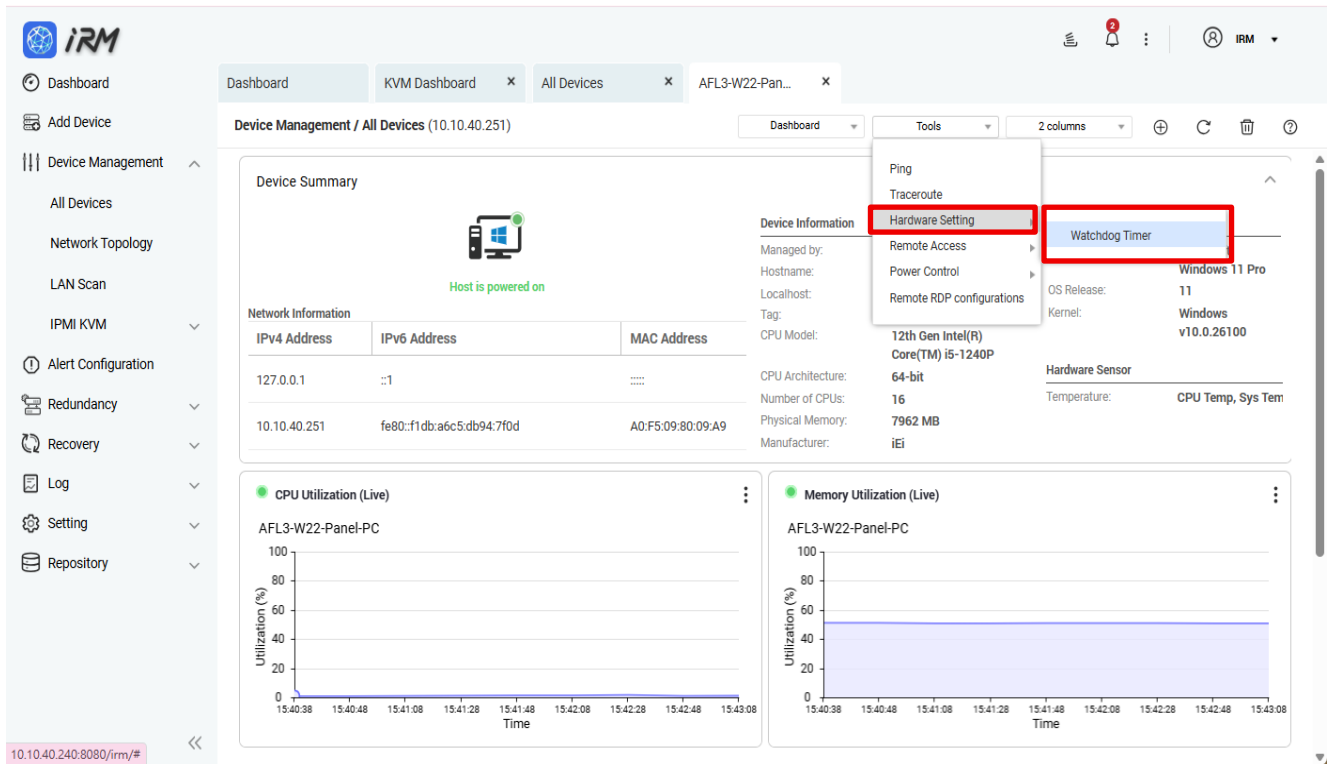 iRM
2
IRM
Dashboard
Add Device
Device Management
All Devices
Network Topology
LAN Scan
IPMI KVM
Alert Configuration
Redundancy
Recovery
Log
Setting
Repository
10.10.40.240:8080/irm/#
Dashboard
KVM Dashboard
All Devices
AFL3-W22-Pan...
Device Management / All Devices (10.10.40.251)
Dashboard
Tools
2 columns
Ping
Traceroute
Hardware Setting
Remote Access
Power Control
Remote RDP configurations
Watchdog Timer
Device Summary
Host is powered on
Network Information
IPv4 Address IPv6 Address MAC Address
127.0.0.1 ::1 :::::
10.10.40.251 fe80::f1db:a6c5:db94:7f0d A0:F5:09:80:09:A9
Device Information
Managed by:
Hostname:
Localhost:
Tag:
CPU Model: 12th Gen Intel(R)
Core(TM) i5-1240P
CPU Architecture: 64-bit
Number of CPUs: 16
Physical Memory: 7962 MB
Manufacturer: iEi
Windows 11 Pro
OS Release: 11
Kernel: Windows
v10.0.26100
Hardware Sensor
Temperature: CPU Temp, Sys Tem
CPU Utilization (Live)
AFL3-W22-Panel-PC
Utilization (%)
100
80
60
40
20
0
15:40:38 15:40:48 15:41:08 15:41:28 15:41:48 15:42:08 15:42:28 15:42:48 15:43:08
Time
Memory Utilization (Live)
AFL3-W22-Panel-PC
Utilization (%)
100
80
60
40
20
0
15:40:38 15:40:48 15:41:08 15:41:28 15:41:48 15:42:08 15:42:28 15:42:48 15:43:08
Time